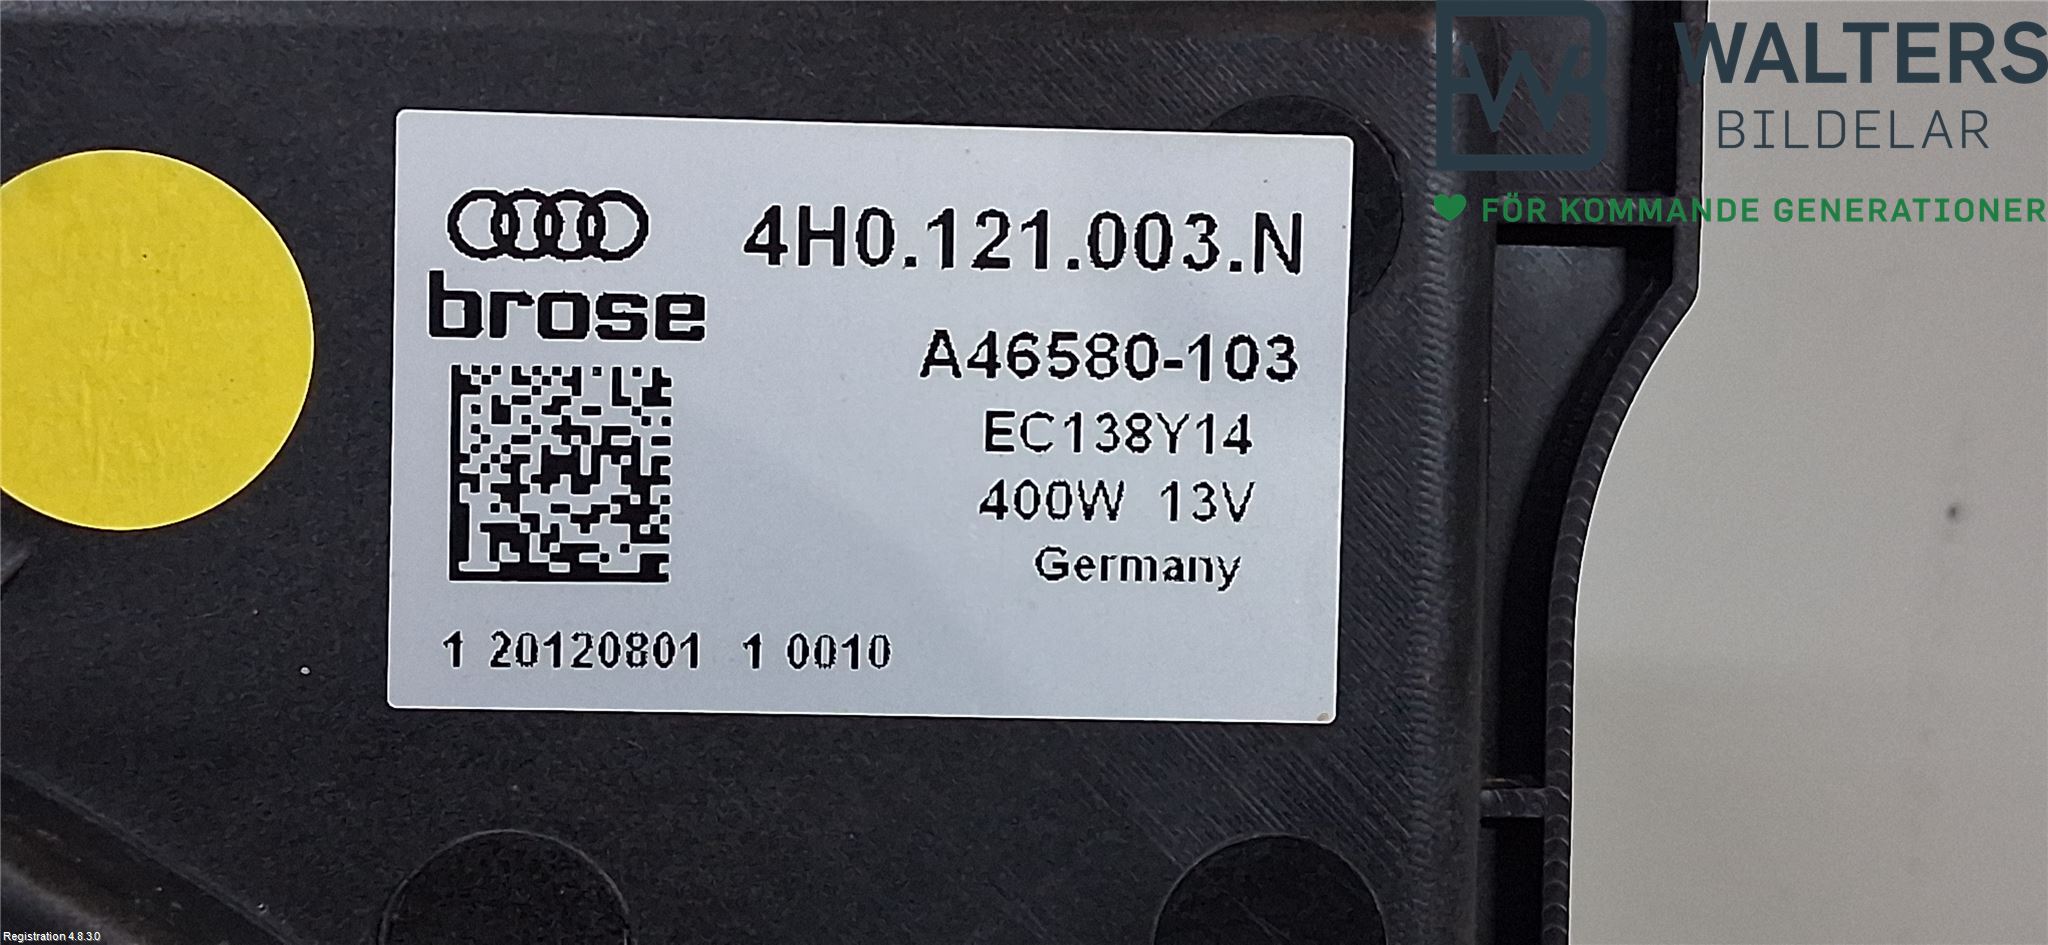 WALTERS
BILDELAR
FÖR KOMMANDE GENERATIONER
4H0.121.003.N
brose
A46580-103
EC138Y14
400W 13V
Germany
1 20120801 1 0010
Registration 4.8.3.0